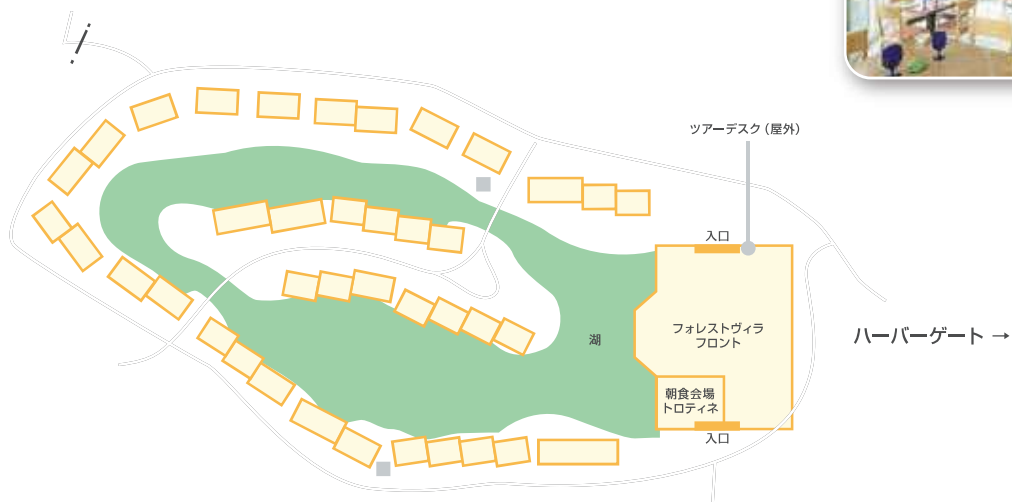 ツアーデスク（屋外）
入口
フォレストヴィラ
フロント
湖
ハーバーゲート →
朝食会場
トロティネ
入口